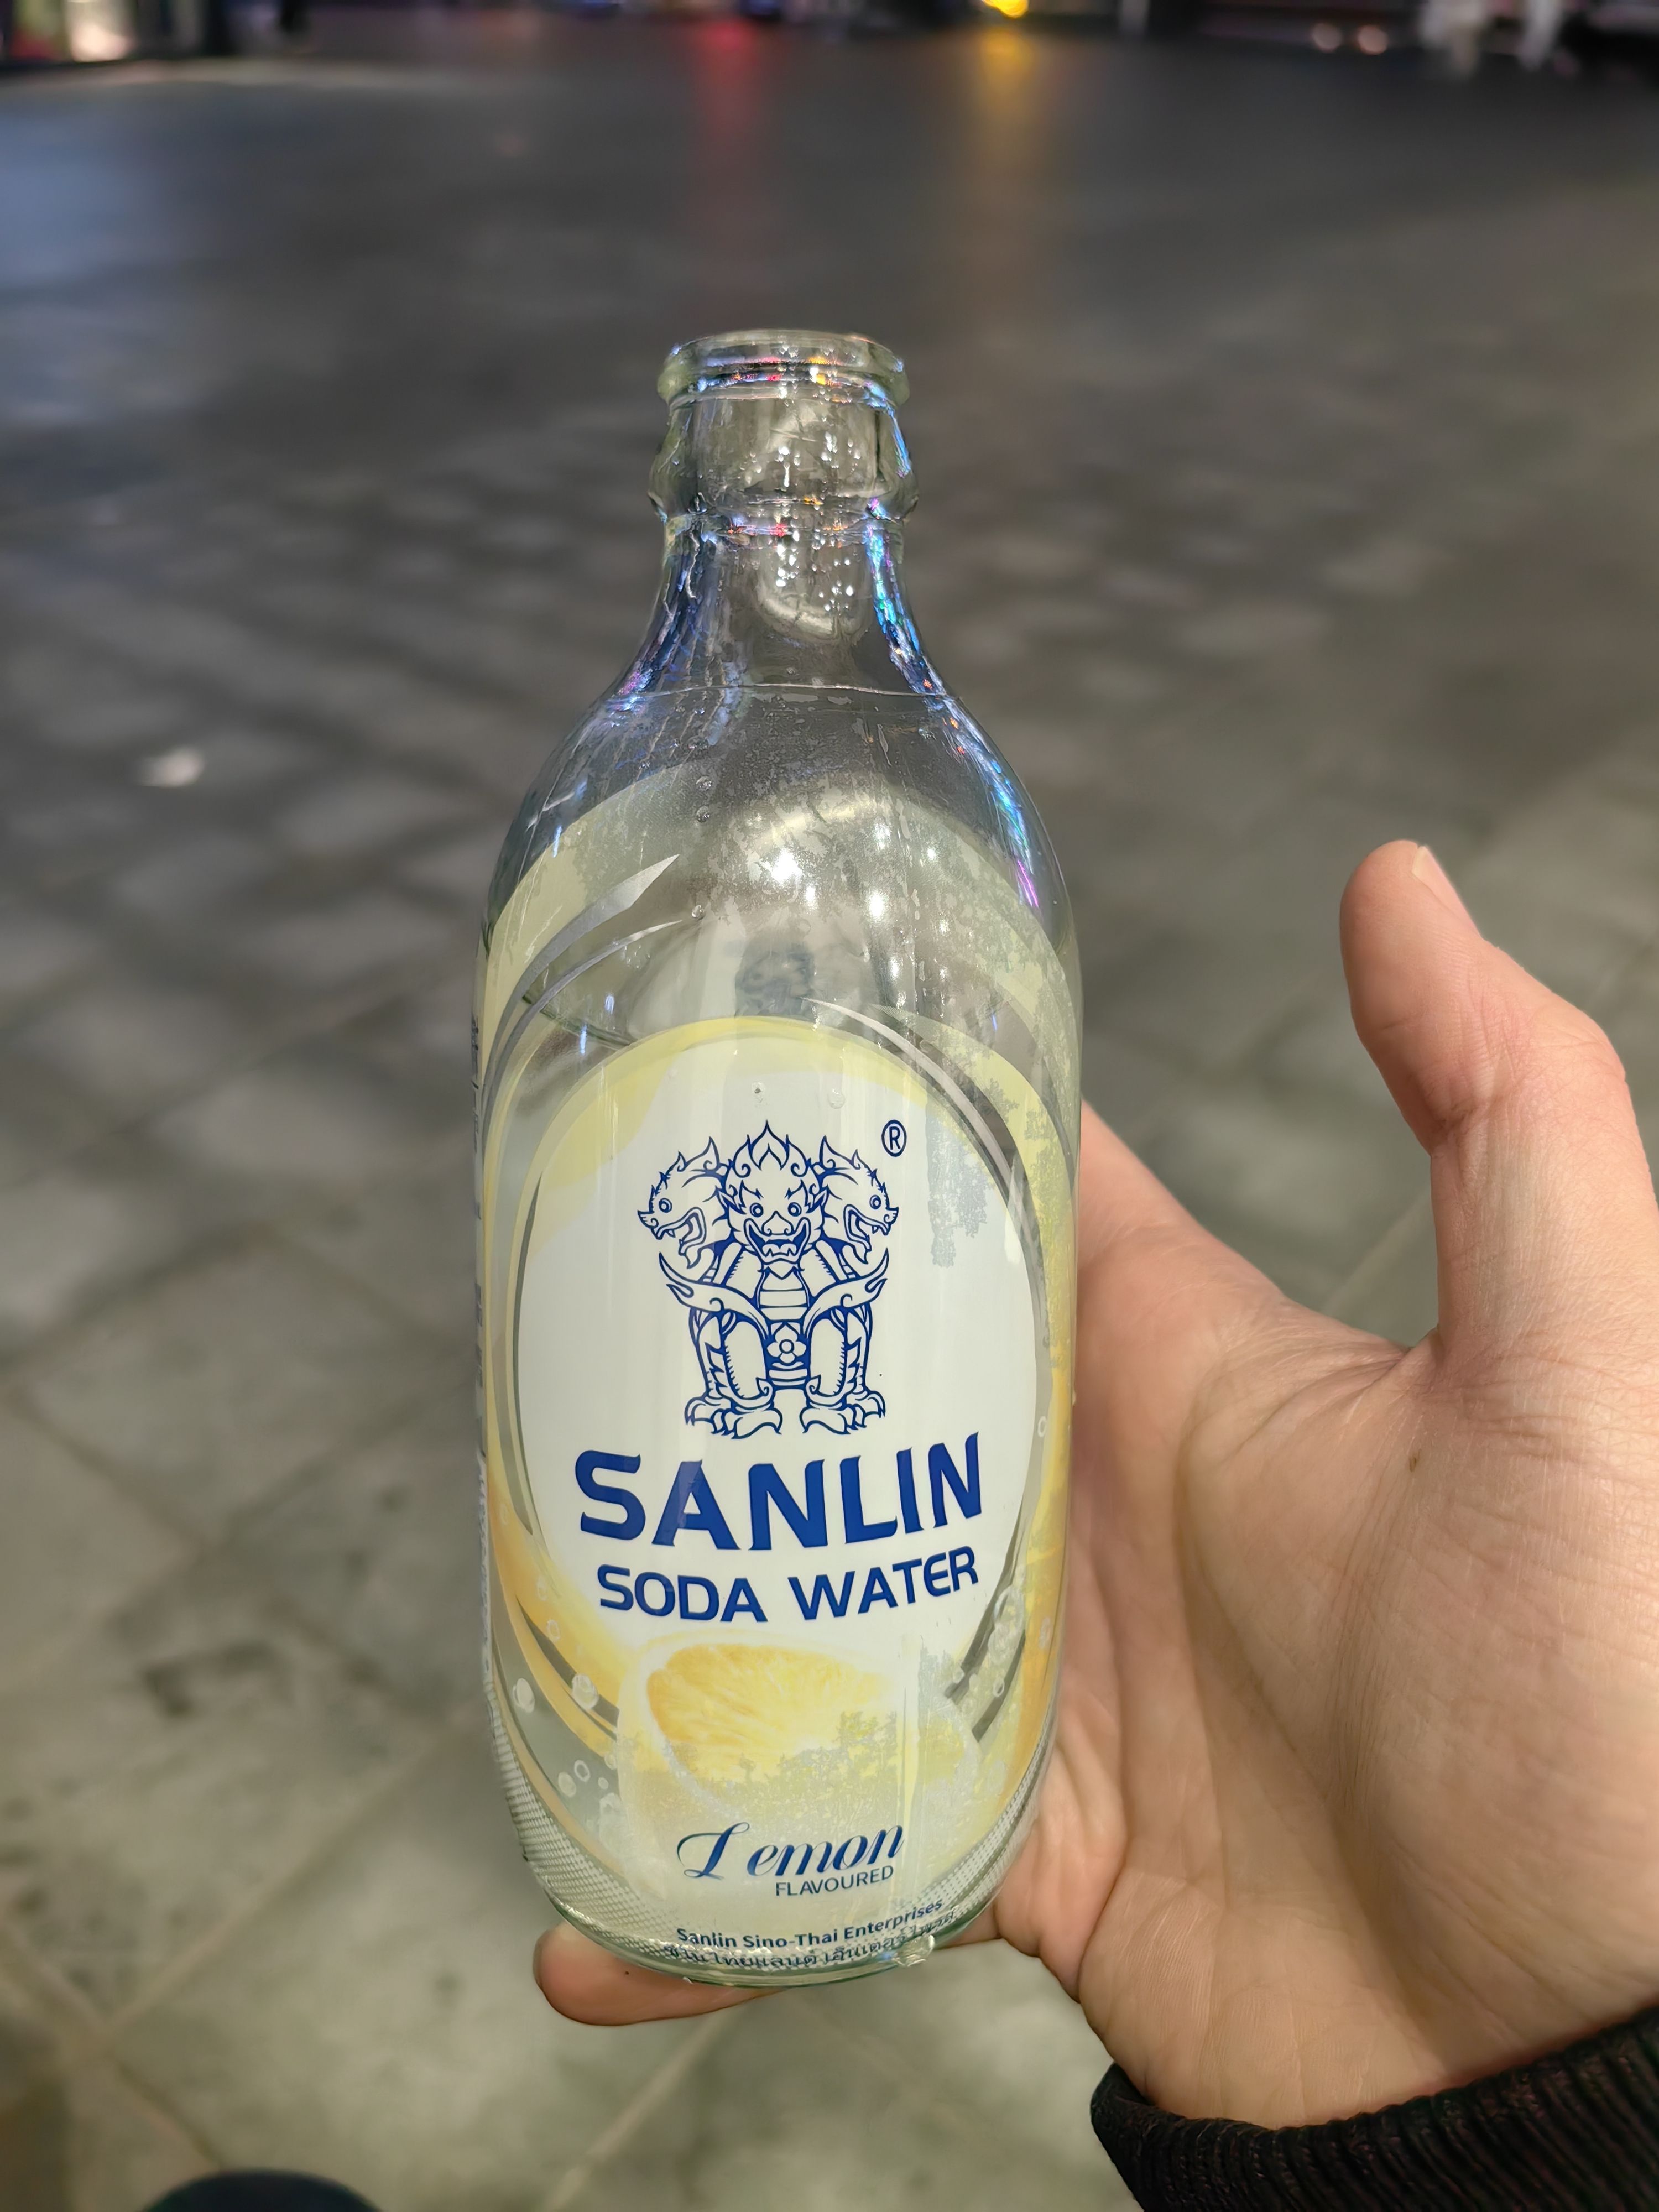 ®
SANLIN
SODA WATER
Lemon
FLAVOURED
Sanlin Sino-Thai Enterprises